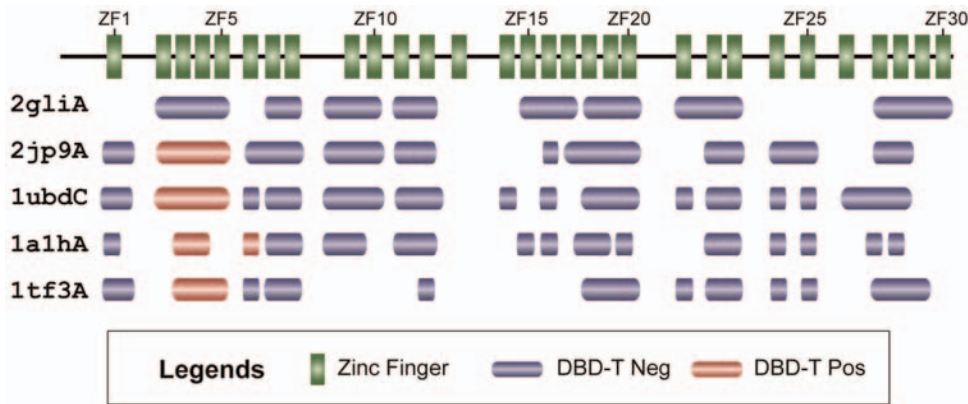 ZF1 ZF5 ZF10 ZF15 ZF20 ZF25 ZF30
2gliA
2jp9A
1ubdC
1a1hA
1tf3A
Legends Zinc Finger DBD-T Neg DBD-T Pos